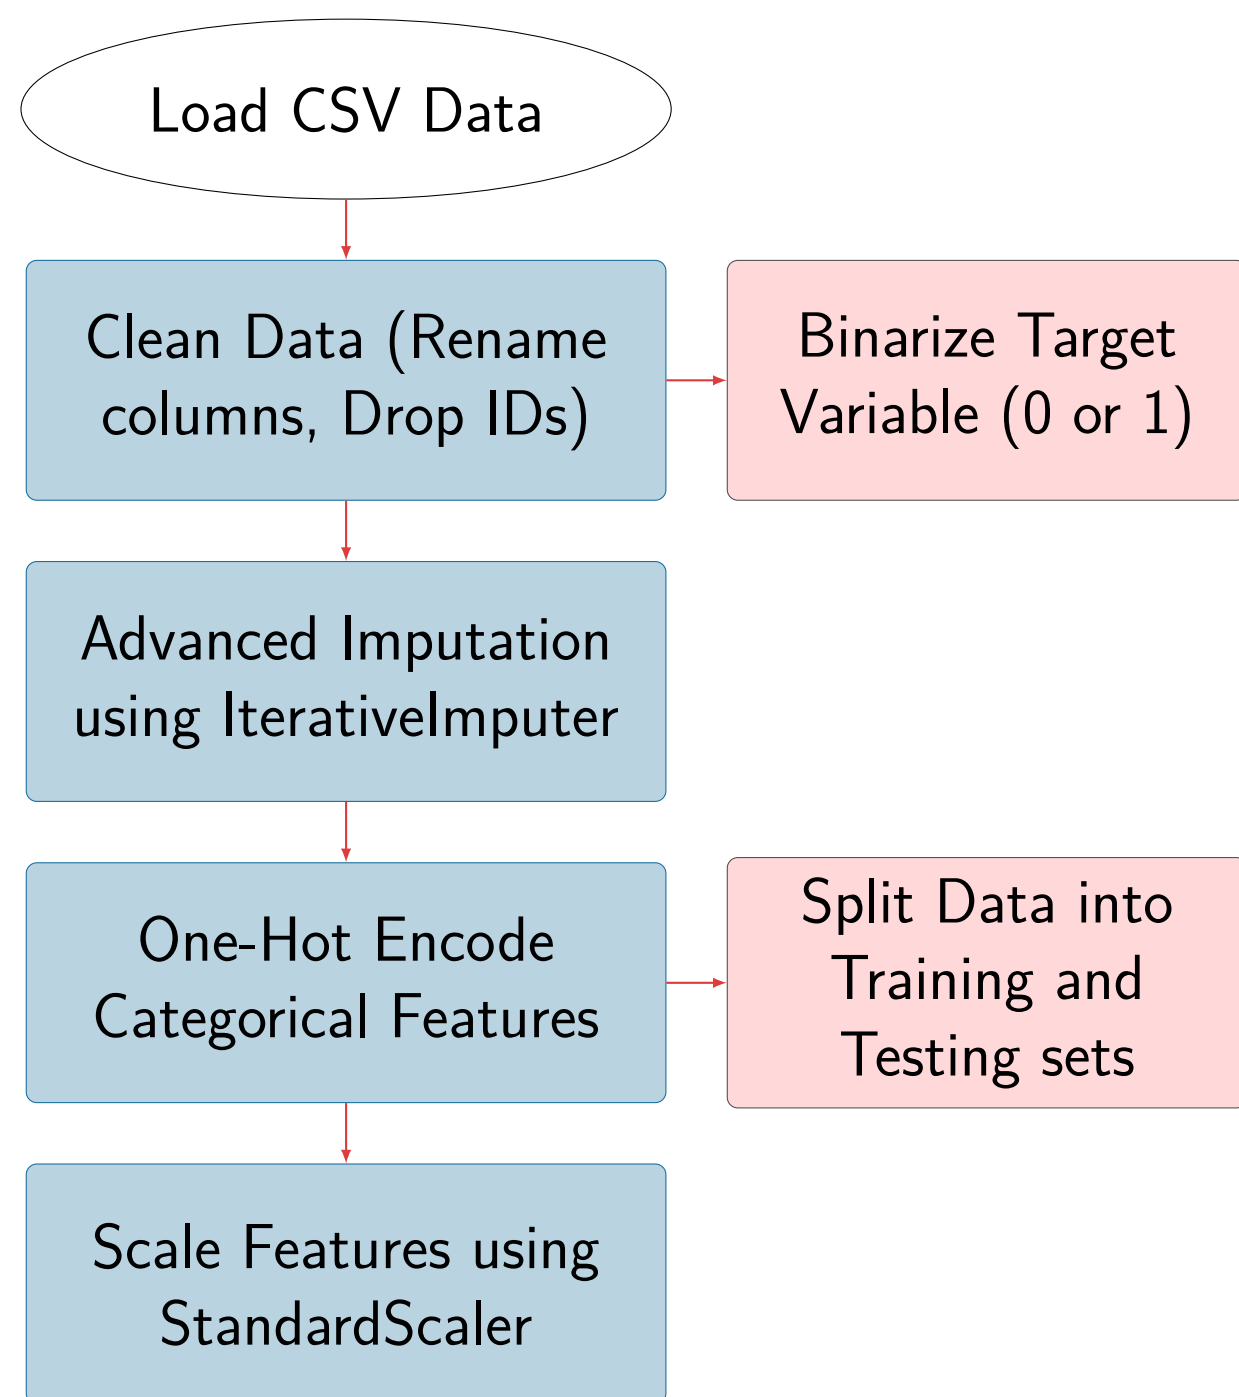 Load CSV Data
Clean Data (Rename
columns, Drop IDs)
Binarize Target
Variable (0 or 1)
Advanced Imputation
using IterativeImputer
One-Hot Encode
Categorical Features
Split Data into
Training and
Testing sets
Scale Features using
StandardScaler